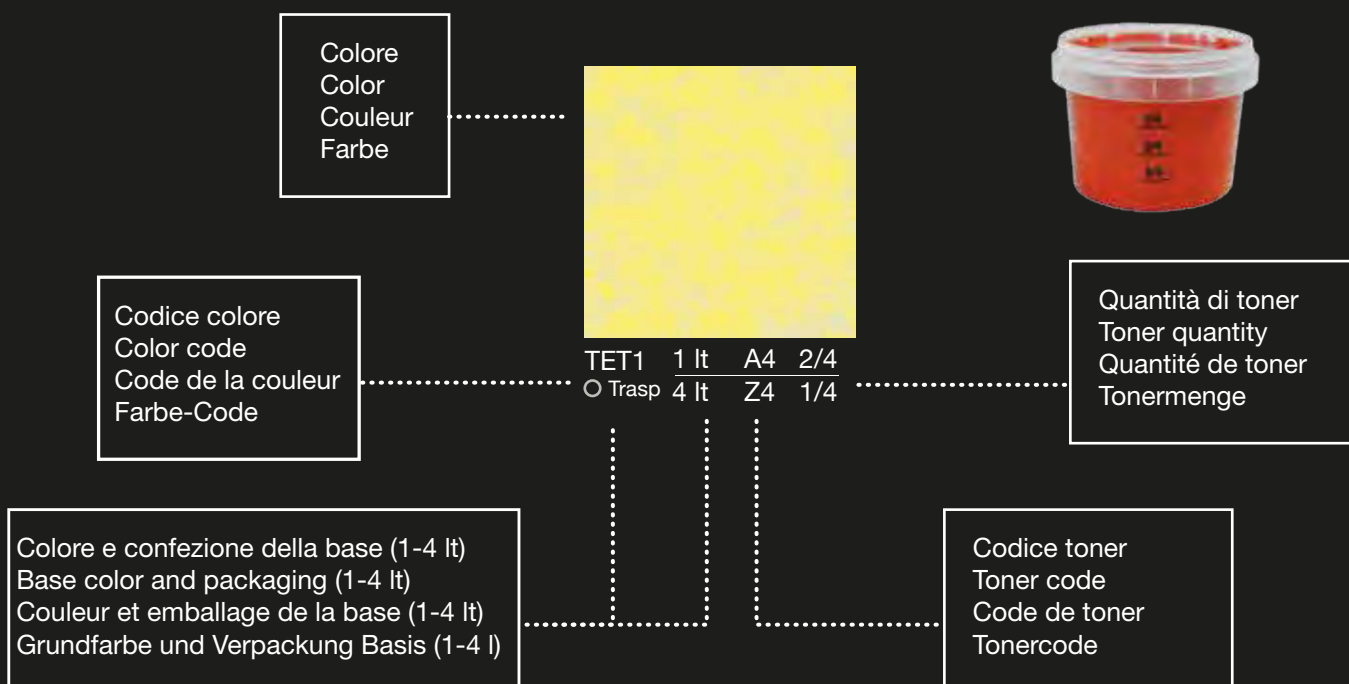 Colore
Color
Couleur
Farbe
Codice colore
Color code
Code de la couleur
Farbe-Code
TET1 1 lt A4 2/4
Trasp 4 lt Z4 1/4
Quantità di toner
Toner quantity
Quantité de toner
Tonermenge
Colore e confezione della base (1-4 lt)
Base color and packaging (1-4 lt)
Couleur et emballage de la base (1-4 lt)
Grundfarbe und Verpackung Basis (1-4 l)
Codice toner
Toner code
Code de toner
Tonercode